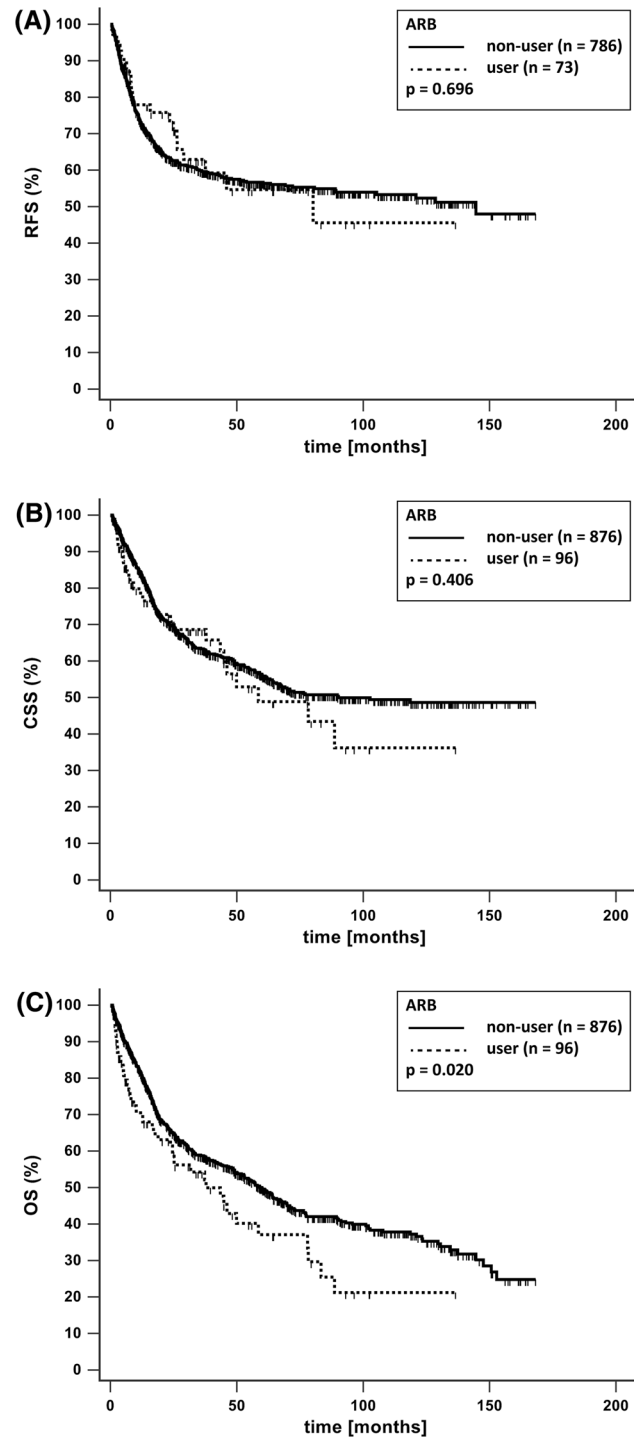 (A)
100
90
80
70
60
50
40
30
20
10
0
RFS (%)
0 50 100 150 200
time [months]
ARB
non-user (n = 786)
user (n = 73)
p = 0.696
(B)
100
90
80
70
60
50
40
30
20
10
0
CSS (%)
0 50 100 150 200
time [months]
ARB
non-user (n = 876)
user (n = 96)
p = 0.406
(C)
100
90
80
70
60
50
40
30
20
10
0
OS (%)
0 50 100 150 200
time [months]
ARB
non-user (n = 876)
user (n = 96)
p = 0.020